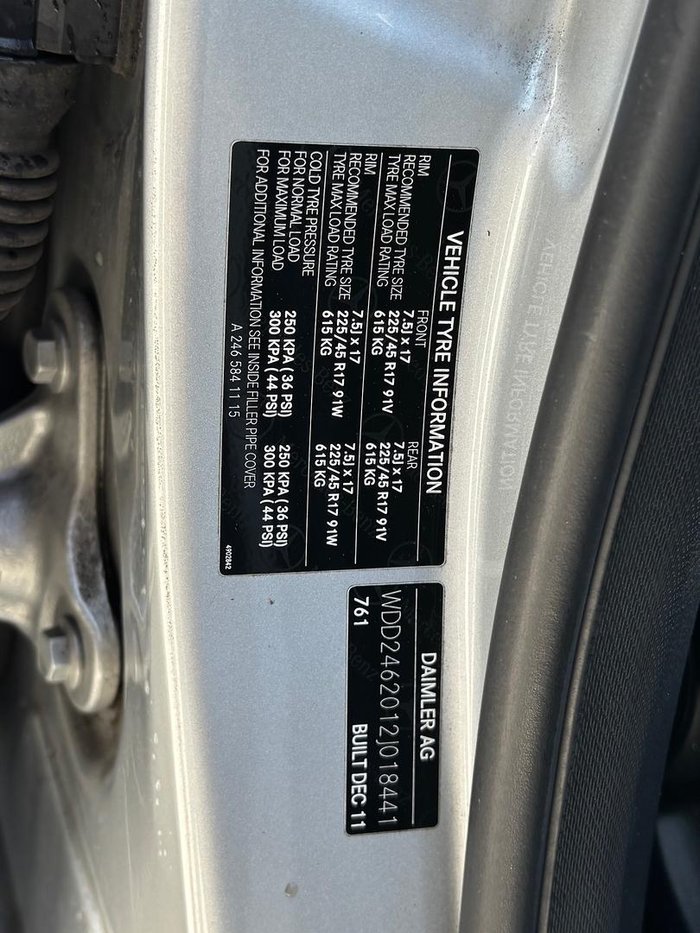 VEHICLE TYRE INFORMATION
FRONT REAR
RIM 7.5J x 17 7.5J x 17
RECOMMENDED TYRE SIZE 225/45 R17 91V 225/45 R17 91V
TYRE MAX LOAD RATING 615 KG 615 KG
RIM 7.5J x 17 7.5J x 17
RECOMMENDED TYRE SIZE 225/45 R17 91W 225/45 R17 91W
TYRE MAX LOAD RATING 615 KG 615 KG
COLD TYRE PRESSURE
FOR NORMAL LOAD 250 KPA ( 36 PSI) 250 KPA ( 36 PSI)
FOR MAXIMUM LOAD 300 KPA ( 44 PSI) 300 KPA ( 44 PSI)
FOR ADDITIONAL INFORMATION SEE INSIDE FILLER PIPE COVER
A 246 584 11 15
4902842
DAIMLER AG
WDD2462012J018441
761 BUILT DEC 11